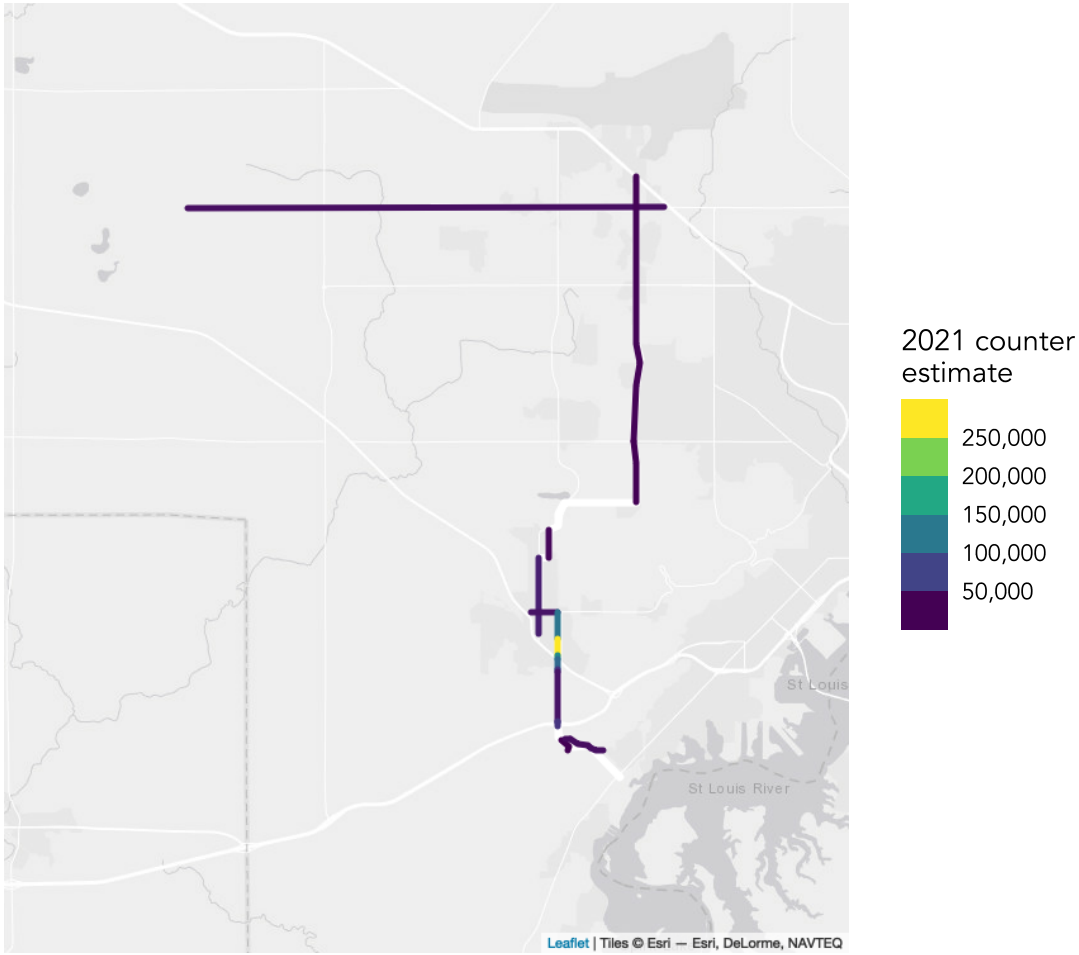 2021 counter
estimate
250,000
200,000
150,000
100,000
50,000
St Louis
St Louis River
Leaflet | Tiles © Esri — Esri, DeLorme, NAVTEQ